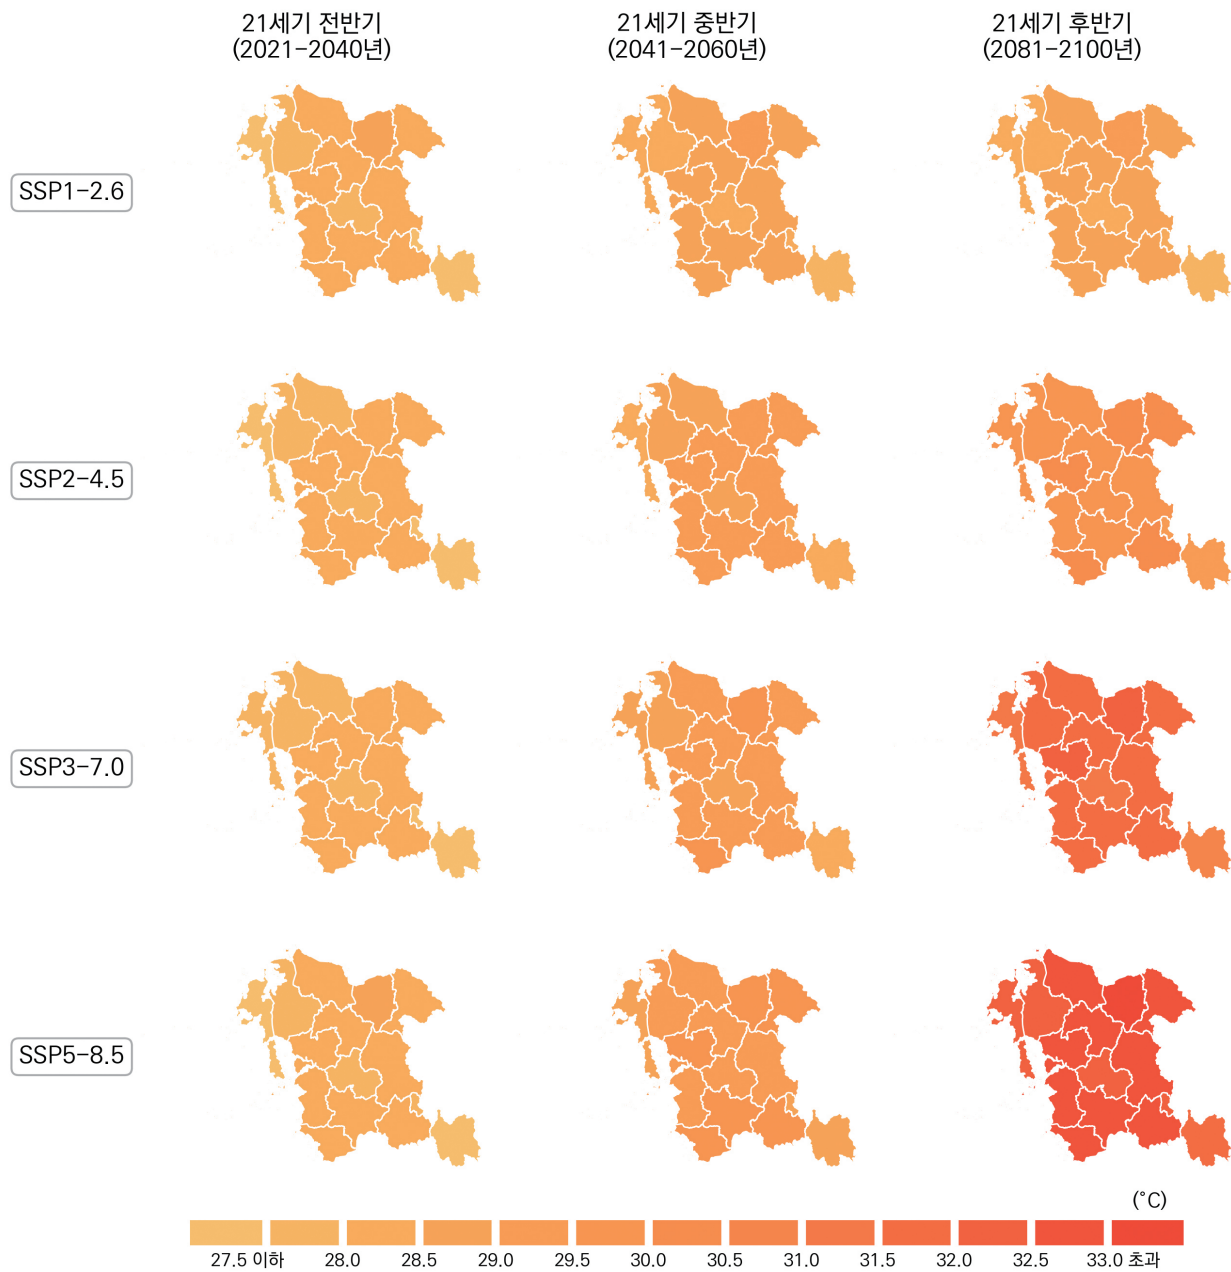 21세기 전반기
(2021-2040년)
21세기 중반기
(2041-2060년)
21세기 후반기
(2081-2100년)
SSP1-2.6
SSP2-4.5
SSP3-7.0
SSP5-8.5
(°C)
27.5 이하 28.0 28.5 29.0 29.5 30.0 30.5 31.0 31.5 32.0 32.5 33.0 초과